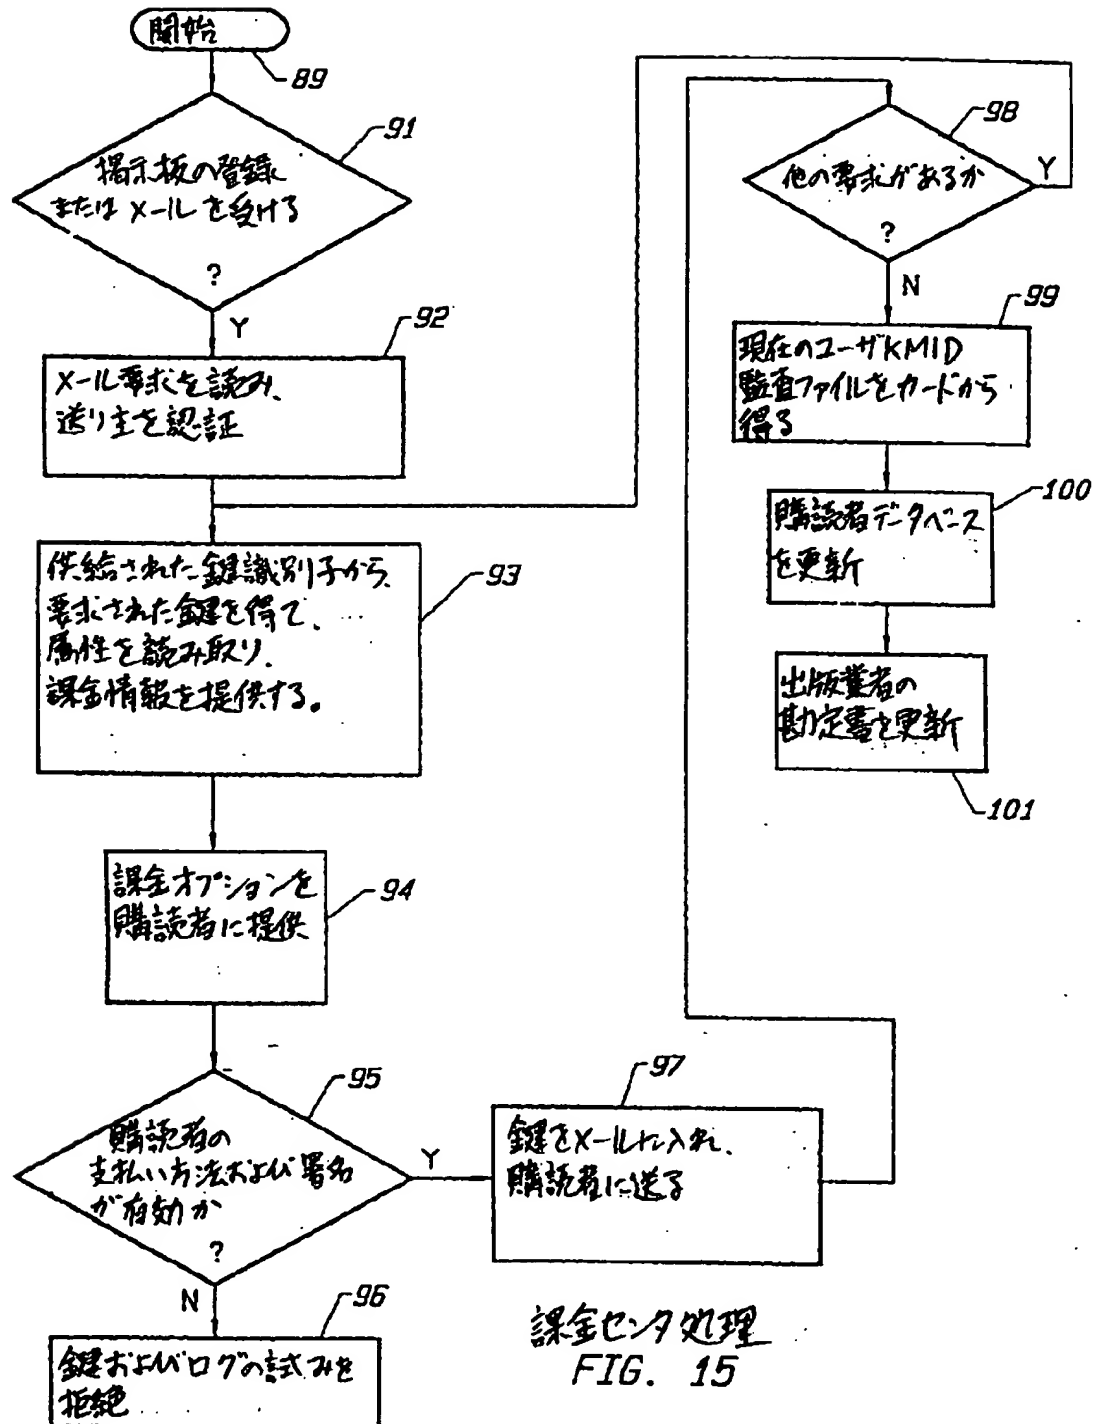 開始
89
91
掲示板の登録
またはメールを受ける
?
Y
92
メール要求を読み、
送り主を認証
93
供給された鍵識別子から、
要求された鍵を得て、
属性を読み取り、
課金情報を提供する。
94
課金オプションを
購読者に提供
95
購読者の
支払い方法および署名
が有効か
?
Y
N
96
鍵およびログの試みを
拒絶
97
鍵をメールに入れ、
購読者に送る
98
他の要求があるか
?
Y
N
99
現在のユーザKMID
監査ファイルをカードから
得る
100
購読者データベース
を更新
出版業者の
勘定書を更新
101
課金センタ処理
FIG. 15